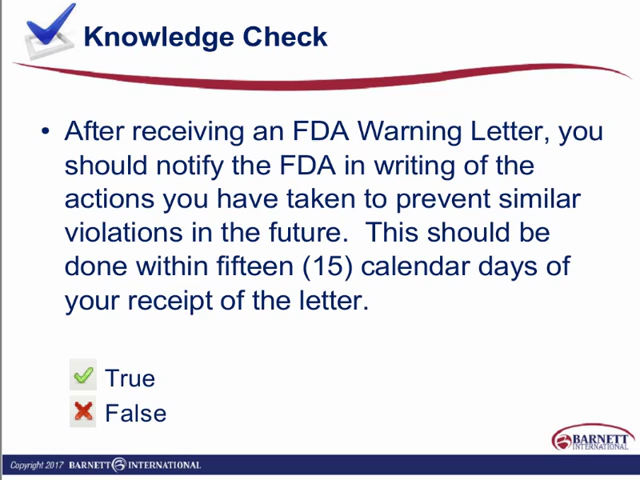 Knowledge Check
• After receiving an FDA Warning Letter, you
should notify the FDA in writing of the
actions you have taken to prevent similar
violations in the future.  This should be
done within fifteen (15) calendar days of
your receipt of the letter.
True
False
BARNETT
INTERNATIONAL
Copyright 2017 BARNETT INTERNATIONAL